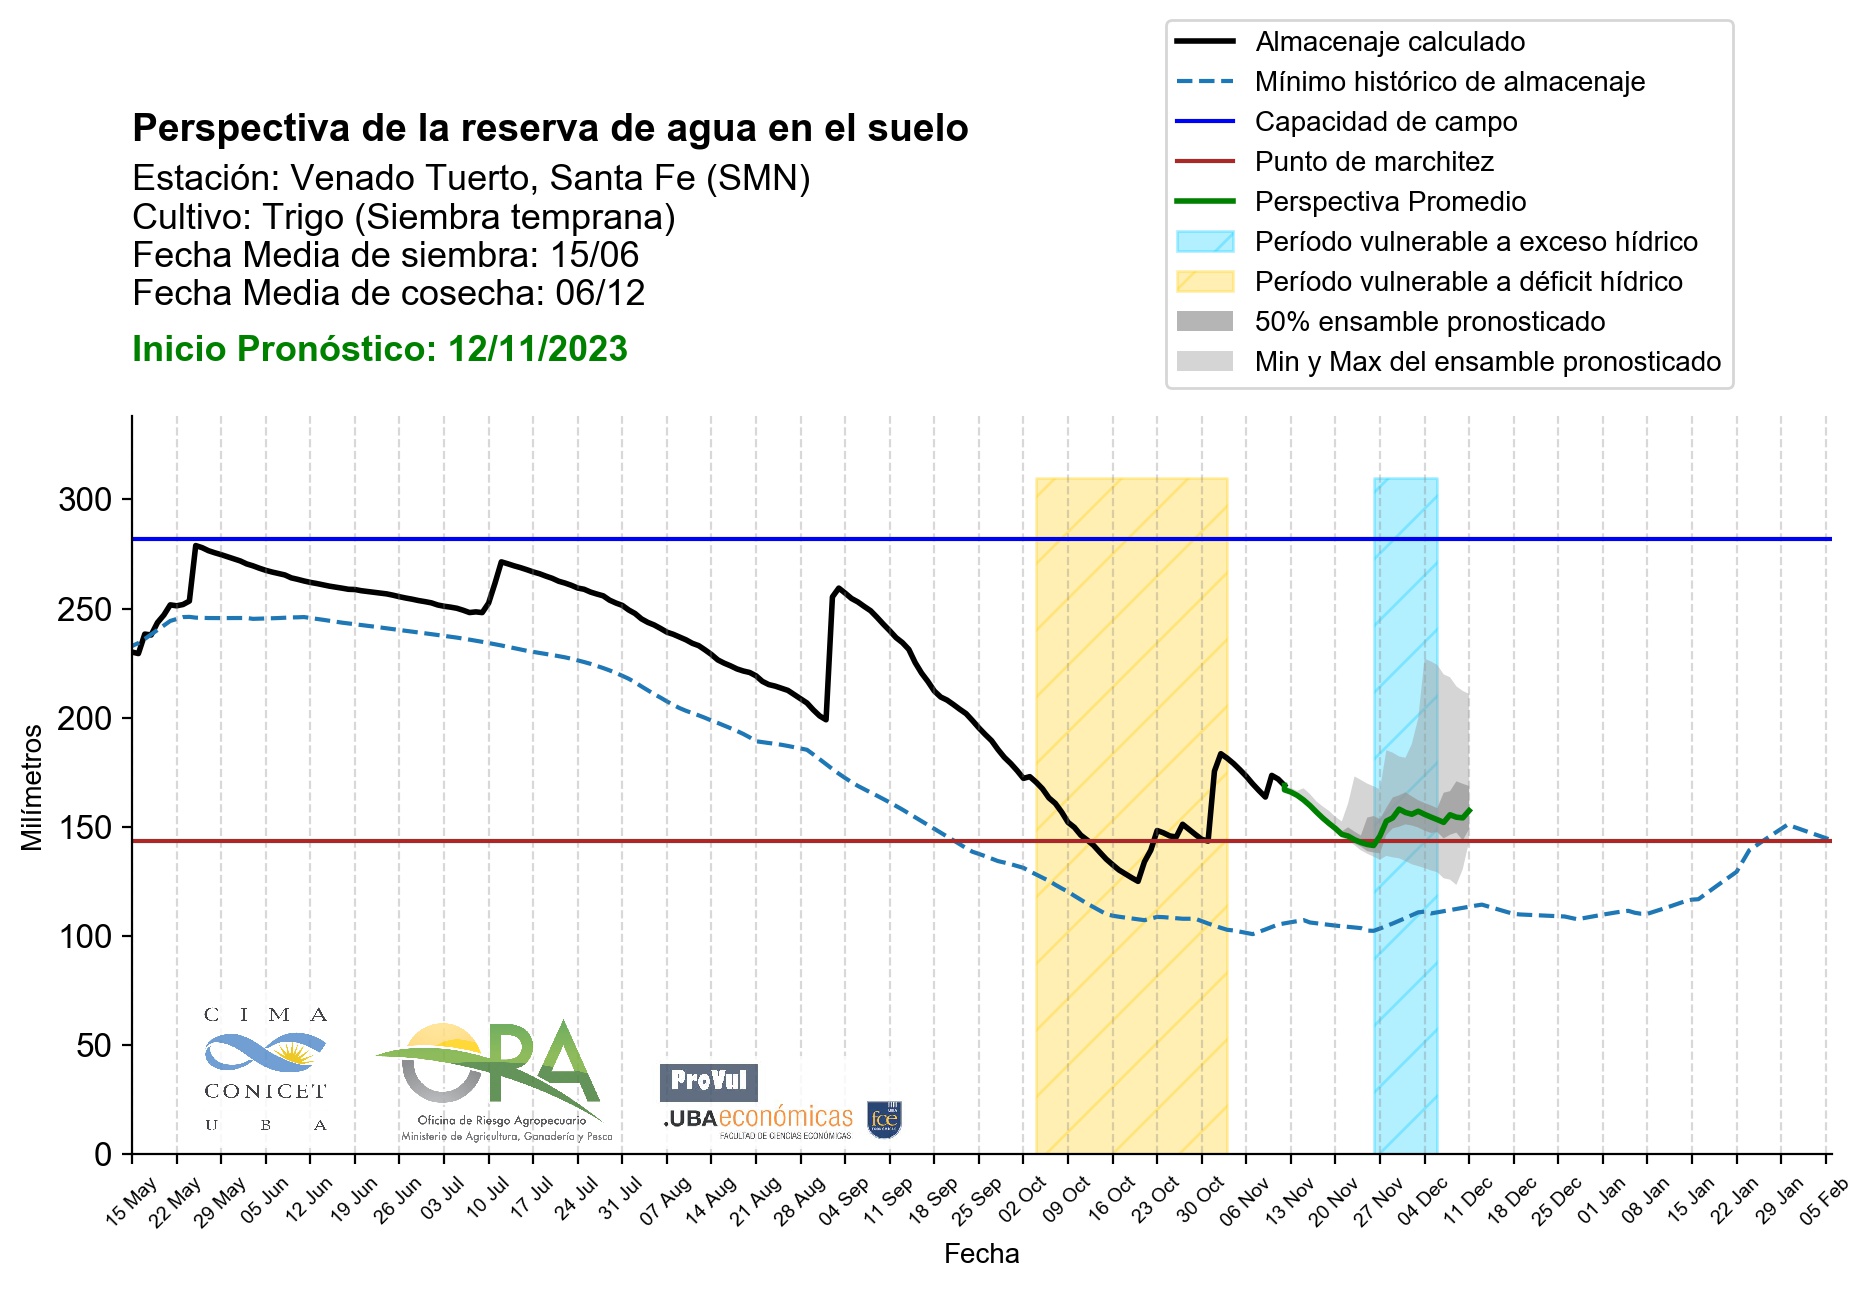 Almacenaje calculado
Mínimo histórico de almacenaje
Capacidad de campo
Punto de marchitez
Perspectiva Promedio
Período vulnerable a exceso hídrico
Período vulnerable a déficit hídrico
50% ensamble pronosticado
Min y Max del ensamble pronosticado
Perspectiva de la reserva de agua en el suelo
Estación: Venado Tuerto, Santa Fe (SMN)
Cultivo: Trigo (Siembra temprana)
Fecha Media de siembra: 15/06
Fecha Media de cosecha: 06/12
Inicio Pronóstico: 12/11/2023
Milímetros
300
250
200
150
100
50
0
CIMA
CONICET
UBA
ORA
Oficina de Riesgo Agropecuario
Ministerio de Agricultura, Ganadería y Pesca
ProVul
.UBAeconómicas
FACULTAD DE CIENCIAS ECONÓMICAS
UBA
fce
ECONÓMICAS
15 May
22 May
29 May
05 Jun
12 Jun
19 Jun
26 Jun
03 Jul
10 Jul
17 Jul
24 Jul
31 Jul
07 Aug
14 Aug
21 Aug
28 Aug
04 Sep
11 Sep
18 Sep
25 Sep
02 Oct
09 Oct
16 Oct
23 Oct
30 Oct
06 Nov
13 Nov
20 Nov
27 Nov
04 Dec
11 Dec
18 Dec
25 Dec
01 Jan
08 Jan
15 Jan
22 Jan
29 Jan
05 Feb
Fecha